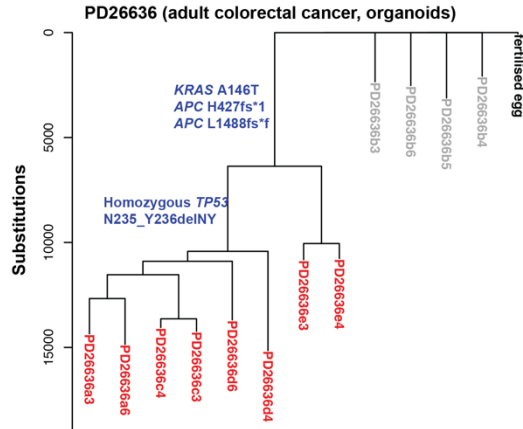 PD26636 (adult colorectal cancer, organoids)
Substitutions
0
5000
10000
15000
fertilised egg
KRAS A146T
APC H427fs*1
APC L1488fs*f
Homozygous TP53
N235_Y236delNY
PD26636b3
PD26636b6
PD26636b5
PD26636b4
PD26636a3
PD26636a6
PD26636c4
PD26636c3
PD26636d6
PD26636d4
PD26636e3
PD26636e4